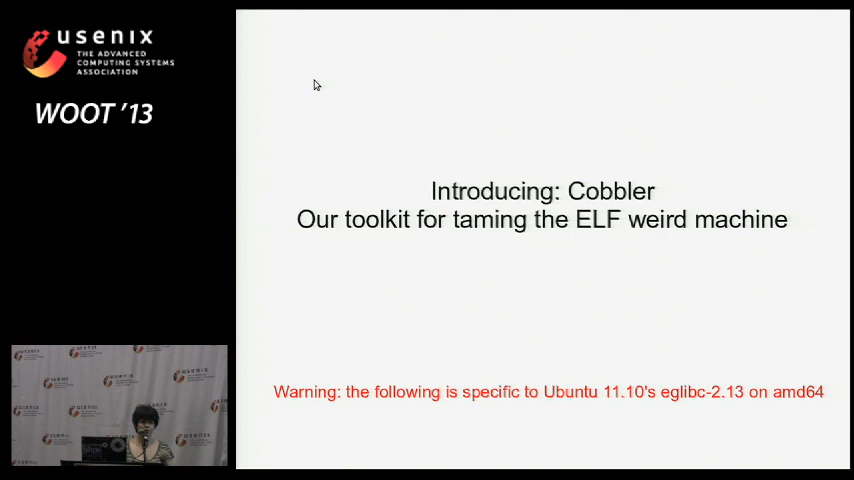 usenix
THE ADVANCED
COMPUTING SYSTEMS
ASSOCIATION
WOOT '13
Introducing: Cobbler
Our toolkit for taming the ELF weird machine
Warning: the following is specific to Ubuntu 11.10's eglibc-2.13 on amd64